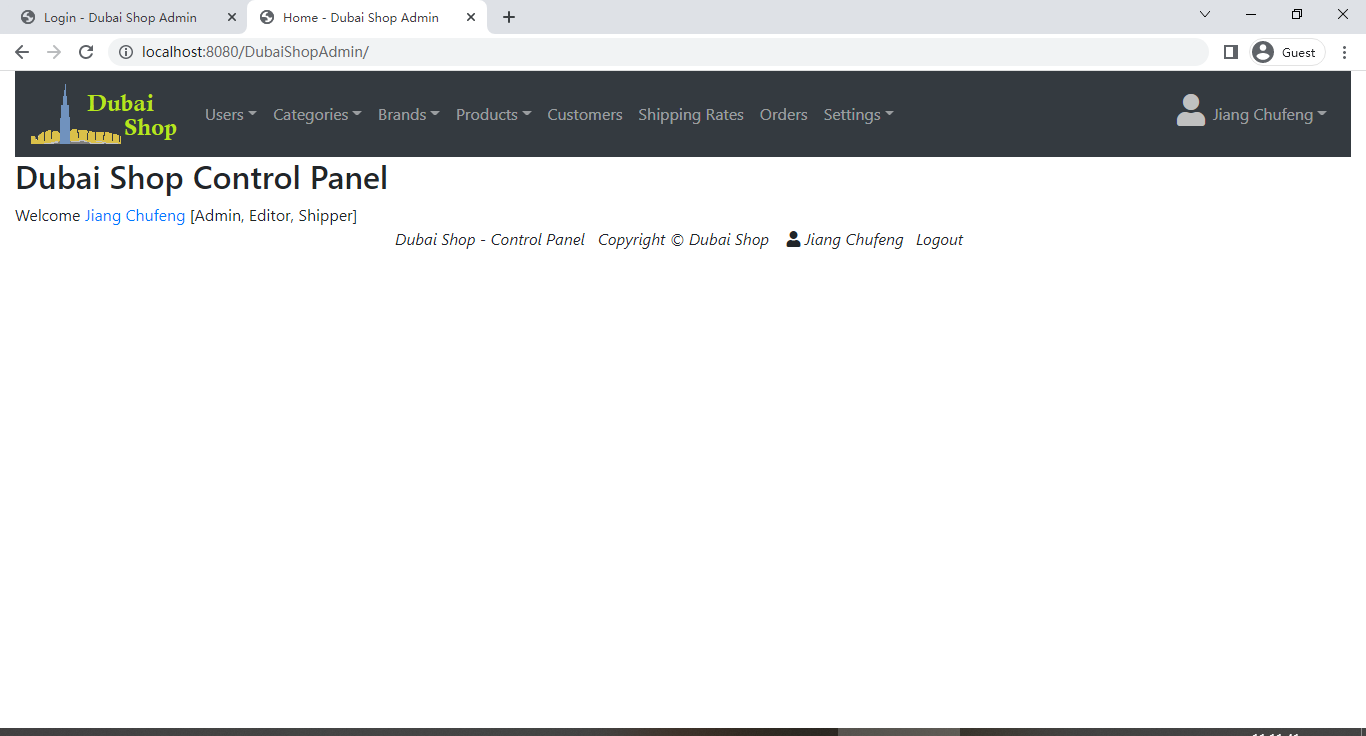 Login - Dubai Shop Admin
Home - Dubai Shop Admin
localhost:8080/DubaiShopAdmin/
Guest
Dubai
Shop
Users Categories Brands Products Customers Shipping Rates Orders Settings Jiang Chufeng
Dubai Shop Control Panel
Welcome Jiang Chufeng [Admin, Editor, Shipper]
Dubai Shop - Control Panel Copyright © Dubai Shop Jiang Chufeng Logout